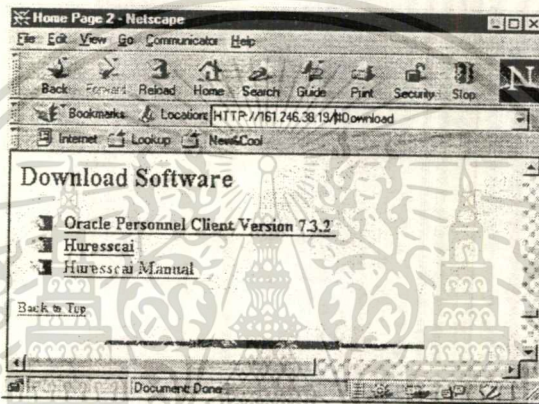 Home Page 2 - Netscape
File Edit View Go Communicator Help
Back Forward Reload Home Search Guide Print Security Stop N
Bookmarks Location: HTTP://161.246.38.19/#Download
Internet Lookup New&Cool
Download Software
Oracle Personnel Client Version 7.3.2
Huresscai
Huresscai Manual
Back to Top
Document: Done